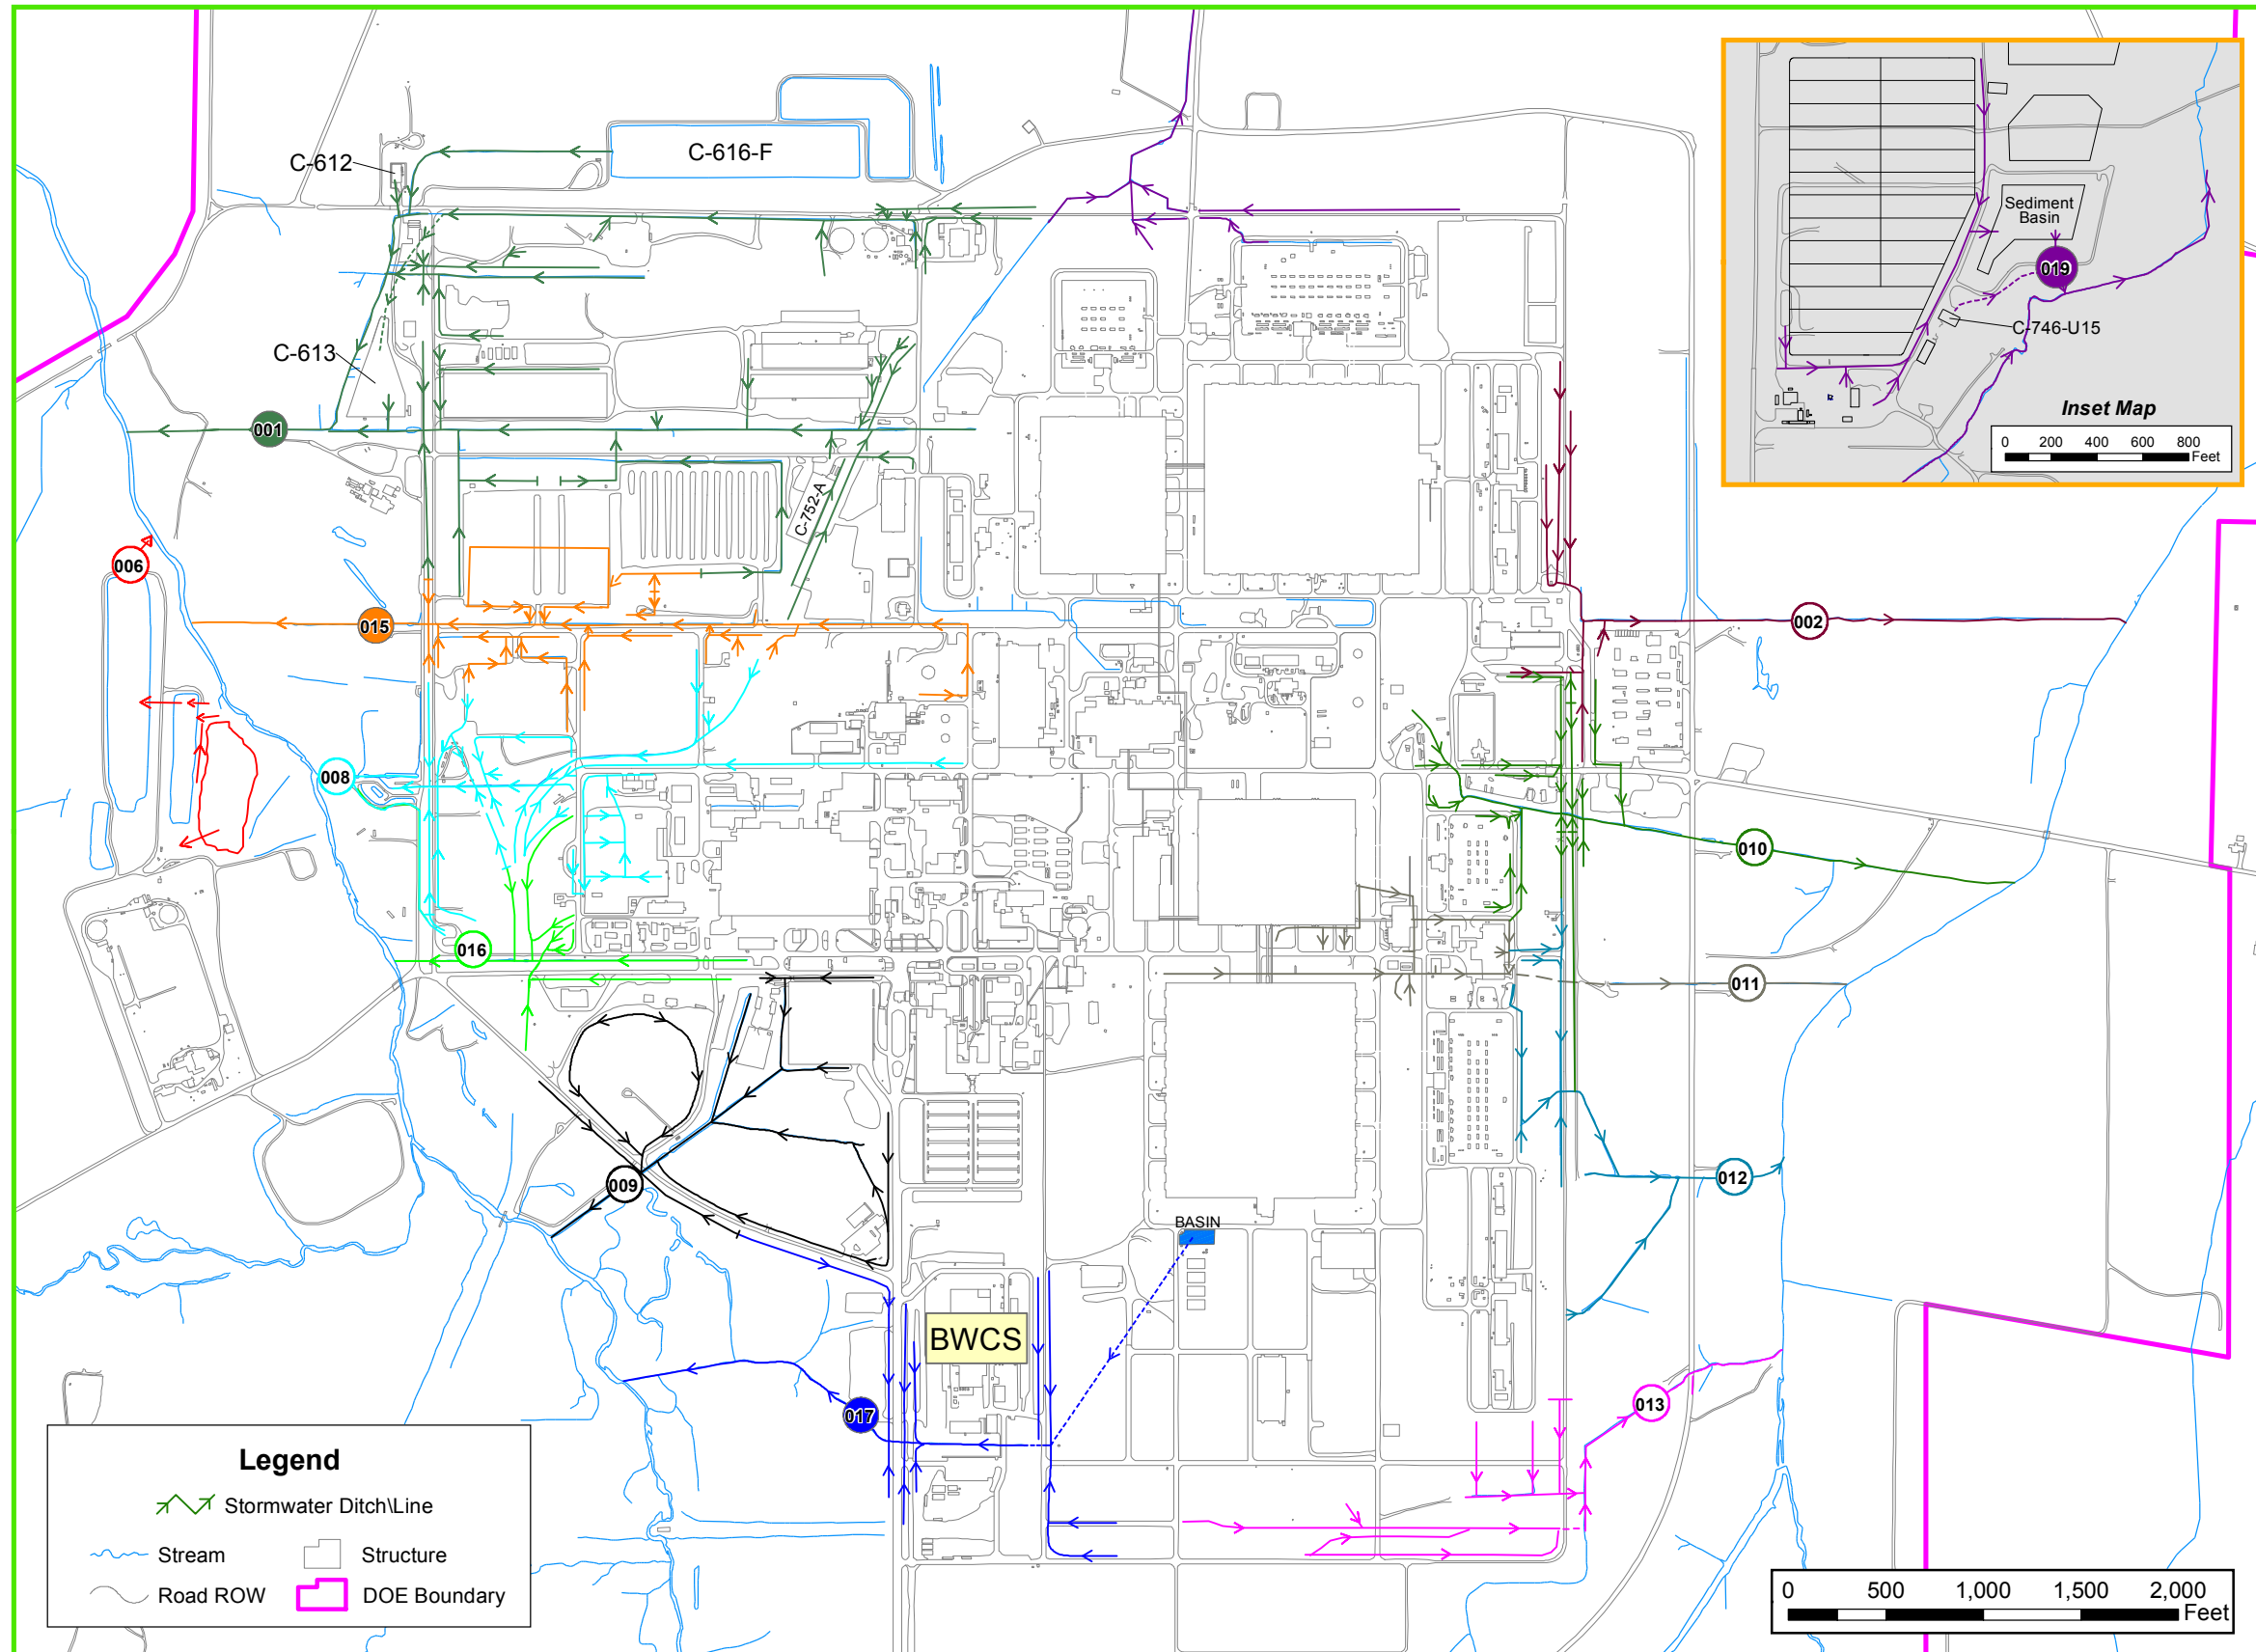 C-612
C-616-F
C-613
001
C-752-A
006
015
008
016
009
017
BWCS
BASIN
002
010
011
012
013
Sediment
Basin
019
C-746-U15
Inset Map
0 200 400 600 800
Feet
Legend
Stormwater Ditch\Line
Stream
Structure
Road ROW
DOE Boundary
0 500 1,000 1,500 2,000
Feet